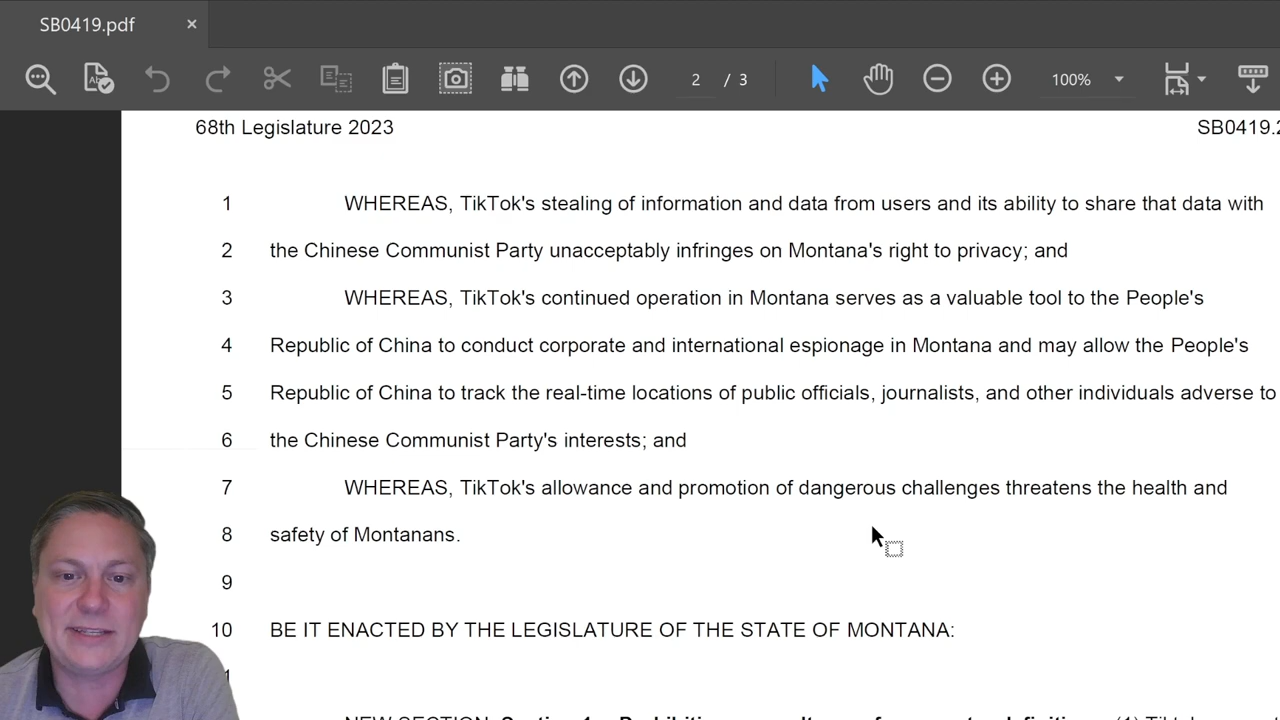 SB0419.pdf
2 / 3
100%
68th Legislature 2023
SB0419.2
1 WHEREAS, TikTok's stealing of information and data from users and its ability to share that data with
2 the Chinese Communist Party unacceptably infringes on Montana's right to privacy; and
3 WHEREAS, TikTok's continued operation in Montana serves as a valuable tool to the People's
4 Republic of China to conduct corporate and international espionage in Montana and may allow the People's
5 Republic of China to track the real-time locations of public officials, journalists, and other individuals adverse to
6 the Chinese Communist Party's interests; and
7 WHEREAS, TikTok's allowance and promotion of dangerous challenges threatens the health and
8 safety of Montanans.
9
10 BE IT ENACTED BY THE LEGISLATURE OF THE STATE OF MONTANA:
NEW SECTION. Section 1.